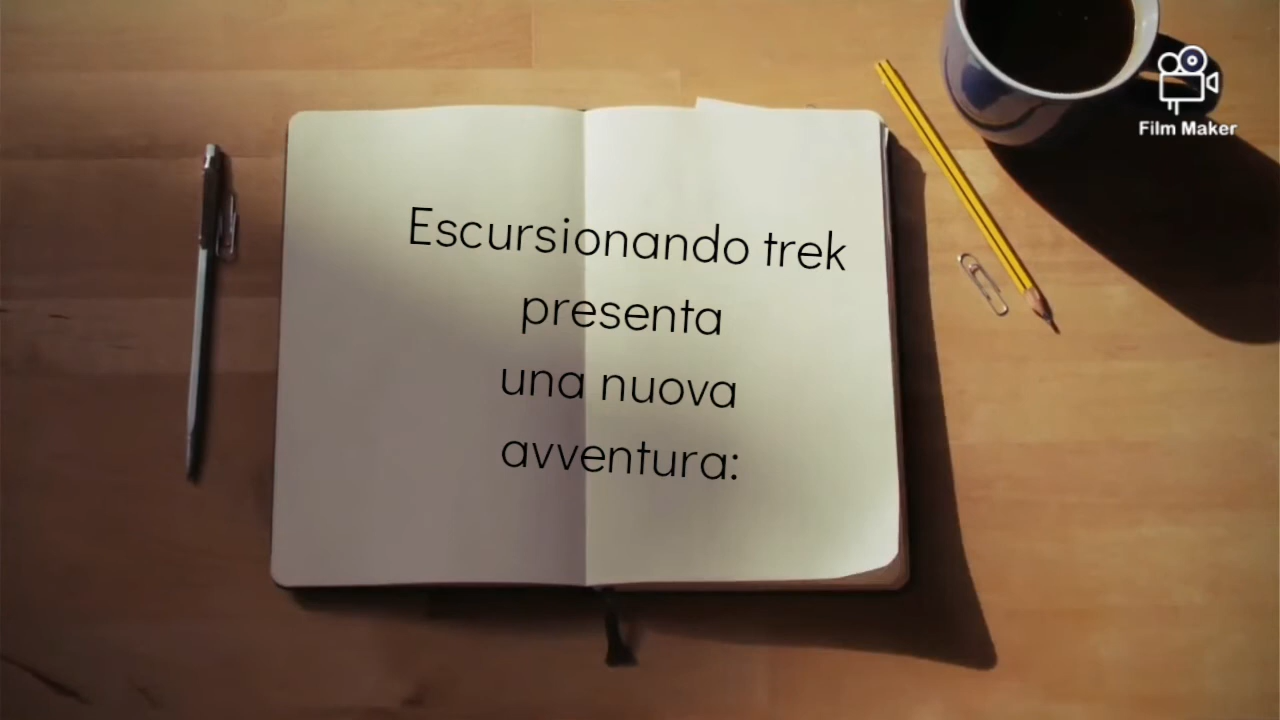 Escursionando trek
presenta
una nuova
avventura:
Film Maker